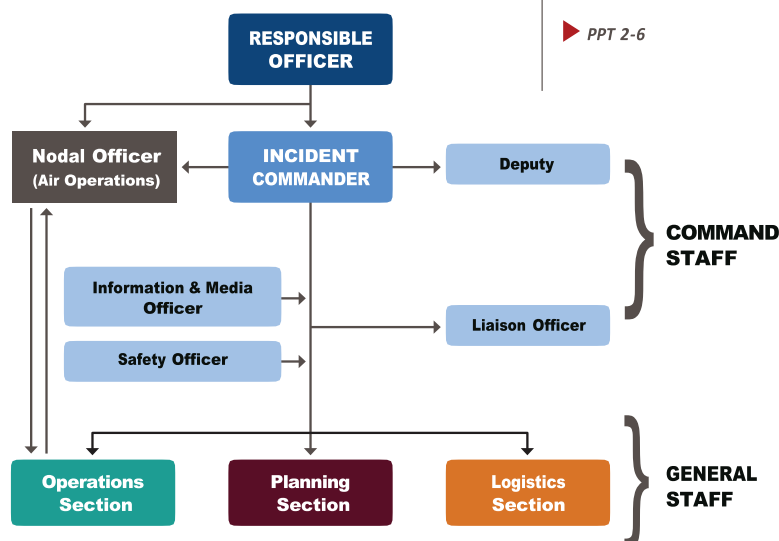 PPT 2-6
RESPONSIBLE
OFFICER
Nodal Officer
(Air Operations)
INCIDENT
COMMANDER
Deputy
COMMAND
STAFF
Information & Media
Officer
Liaison Officer
Safety Officer
Operations
Section
Planning
Section
Logistics
Section
GENERAL
STAFF